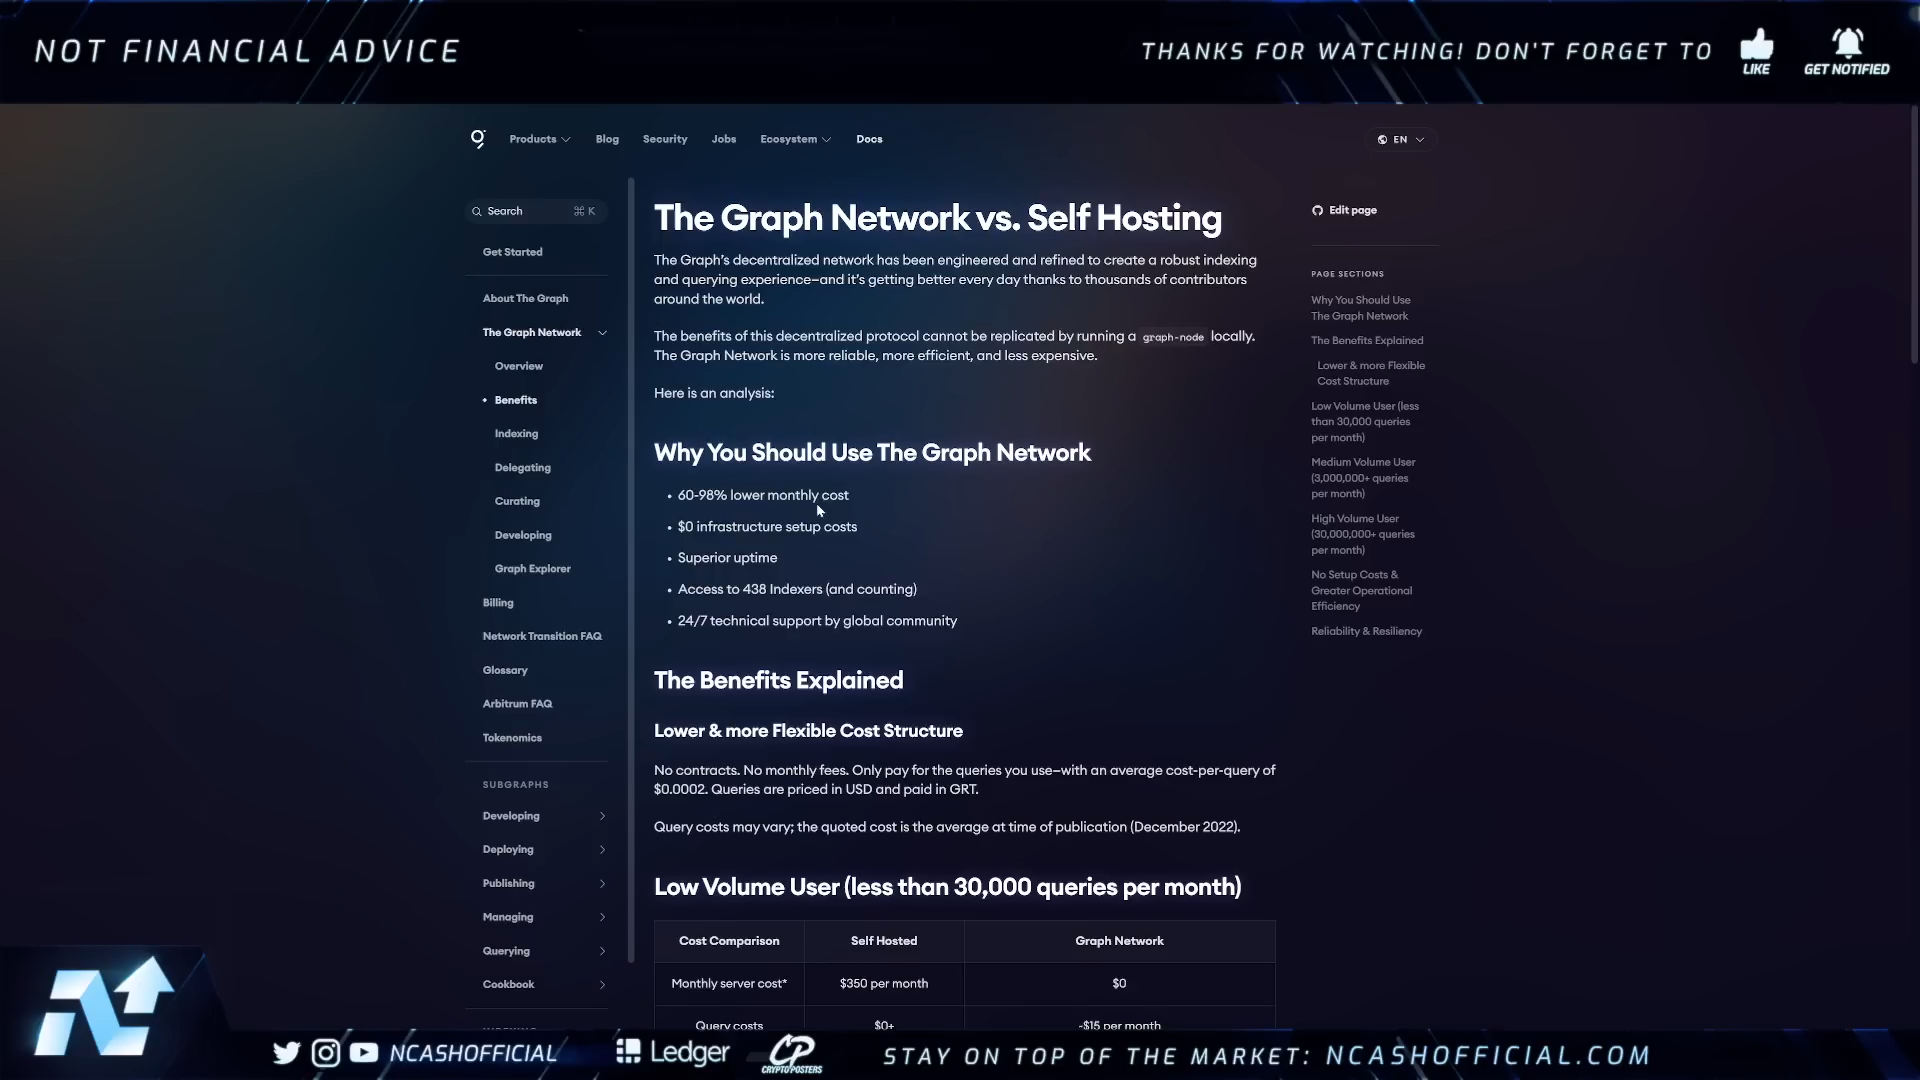 NOT FINANCIAL ADVICE
THANKS FOR WATCHING! DON'T FORGET TO
LIKE
GET NOTIFIED
Products
Blog
Security
Jobs
Ecosystem
Docs
EN
Search
⌘ K
Get Started
About The Graph
The Graph Network
Overview
• Benefits
Indexing
Delegating
Curating
Developing
Graph Explorer
Billing
Network Transition FAQ
Glossary
Arbitrum FAQ
Tokenomics
SUBGRAPHS
Developing
Deploying
Publishing
Managing
Querying
Cookbook
The Graph Network vs. Self Hosting
The Graph's decentralized network has been engineered and refined to create a robust indexing
and querying experience—and it's getting better every day thanks to thousands of contributors
around the world.
The benefits of this decentralized protocol cannot be replicated by running a graph-node locally.
The Graph Network is more reliable, more efficient, and less expensive.
Here is an analysis:
Why You Should Use The Graph Network
• 60-98% lower monthly cost
• $0 infrastructure setup costs
• Superior uptime
• Access to 438 Indexers (and counting)
• 24/7 technical support by global community
The Benefits Explained
Lower & more Flexible Cost Structure
No contracts. No monthly fees. Only pay for the queries you use—with an average cost-per-query of
$0.0002. Queries are priced in USD and paid in GRT.
Query costs may vary; the quoted cost is the average at time of publication (December 2022).
Low Volume User (less than 30,000 queries per month)
Cost Comparison Self Hosted Graph Network
Monthly server cost* $350 per month $0
Query costs $0+ ~$15 per month
Edit page
PAGE SECTIONS
Why You Should Use
The Graph Network
The Benefits Explained
Lower & more Flexible
Cost Structure
Low Volume User (less
than 30,000 queries
per month)
Medium Volume User
(3,000,000+ queries
per month)
High Volume User
(30,000,000+ queries
per month)
No Setup Costs &
Greater Operational
Efficiency
Reliability & Resiliency
NCASHOFFICIAL
Ledger
CP
CRYPTOPOSTERS
STAY ON TOP OF THE MARKET: NCASHOFFICIAL.COM